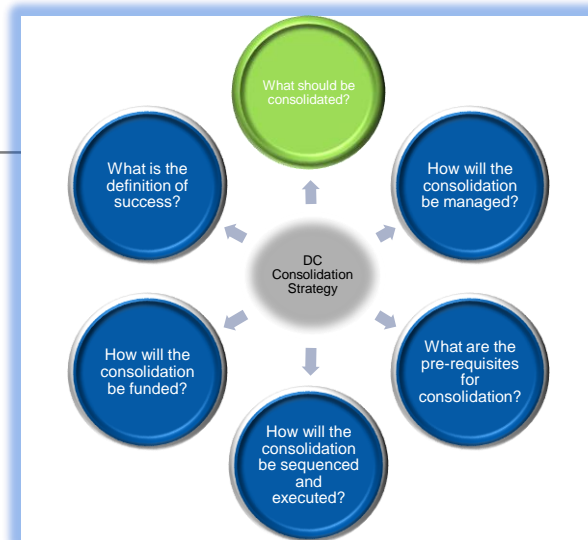 What should be
consolidated?
How will the
consolidation
be managed?
What are the
pre-requisites
for
consolidation?
How will the
consolidation
be sequenced
and
executed?
How will the
consolidation
be funded?
What is the
definition of
success?
DC
Consolidation
Strategy